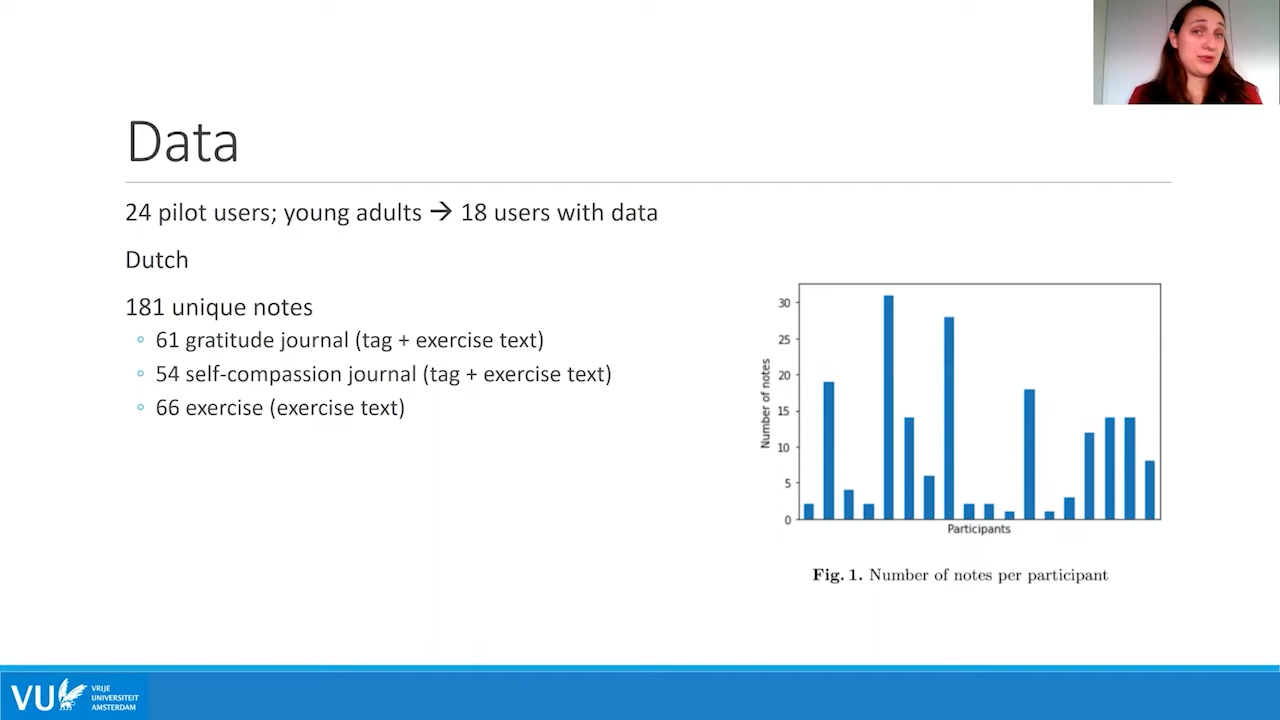 Data
24 pilot users; young adults → 18 users with data
Dutch
181 unique notes
◦ 61 gratitude journal (tag + exercise text)
◦ 54 self-compassion journal (tag + exercise text)
◦ 66 exercise (exercise text)
30
25
20
15
10
5
0
Number of notes
Participants
Fig. 1. Number of notes per participant
VU
VRIJE
UNIVERSITEIT
AMSTERDAM